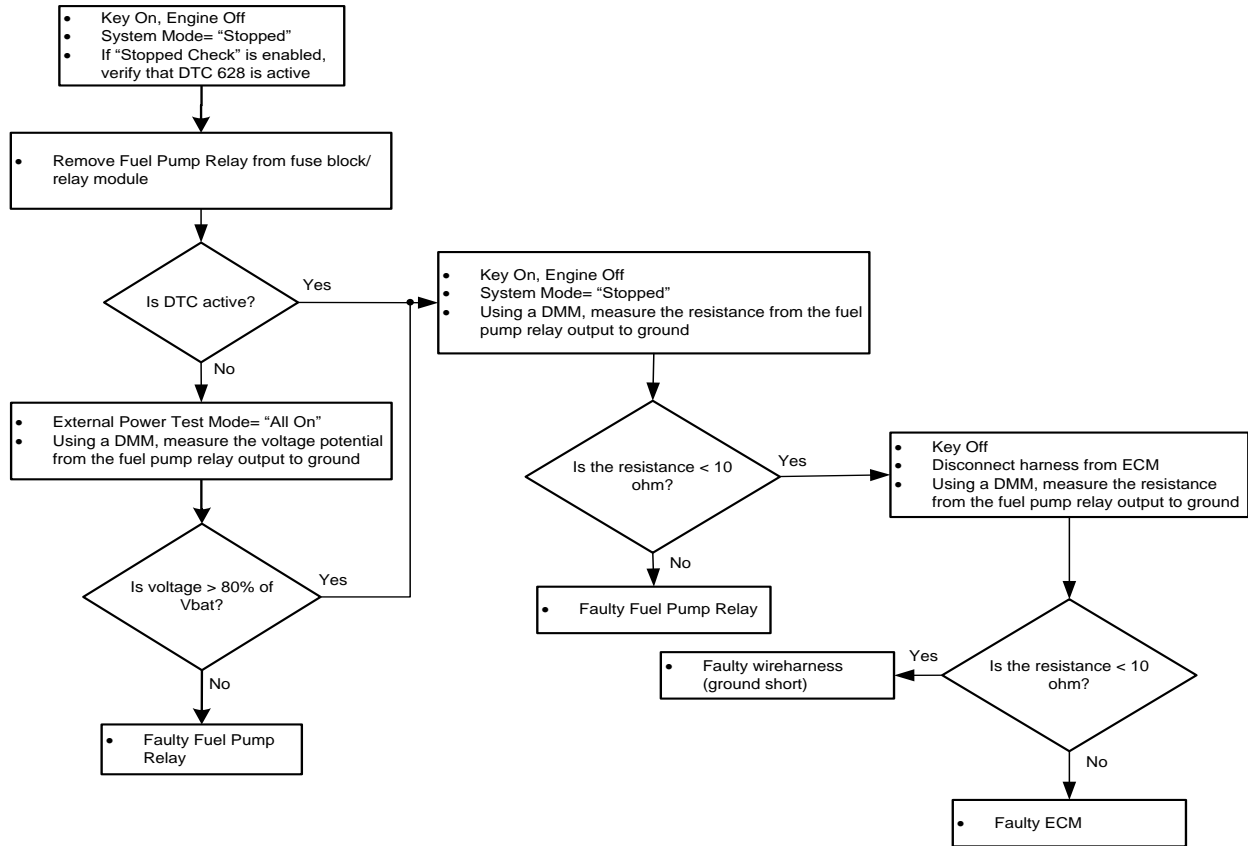 • Key On, Engine Off
• System Mode= “Stopped”
• If “Stopped Check” is enabled,
verify that DTC 628 is active
• Remove Fuel Pump Relay from fuse block/
relay module
Is DTC active?
Yes
No
• External Power Test Mode= “All On”
• Using a DMM, measure the voltage potential
from the fuel pump relay output to ground
Is voltage > 80% of
Vbat?
Yes
No
• Faulty Fuel Pump
Relay
• Key On, Engine Off
• System Mode= “Stopped”
• Using a DMM, measure the resistance from the fuel
pump relay output to ground
Is the resistance < 10
ohm?
Yes
No
• Faulty Fuel Pump Relay
• Key Off
• Disconnect harness from ECM
• Using a DMM, measure the resistance
from the fuel pump relay output to ground
Is the resistance < 10
ohm?
Yes
• Faulty wireharness
(ground short)
No
• Faulty ECM